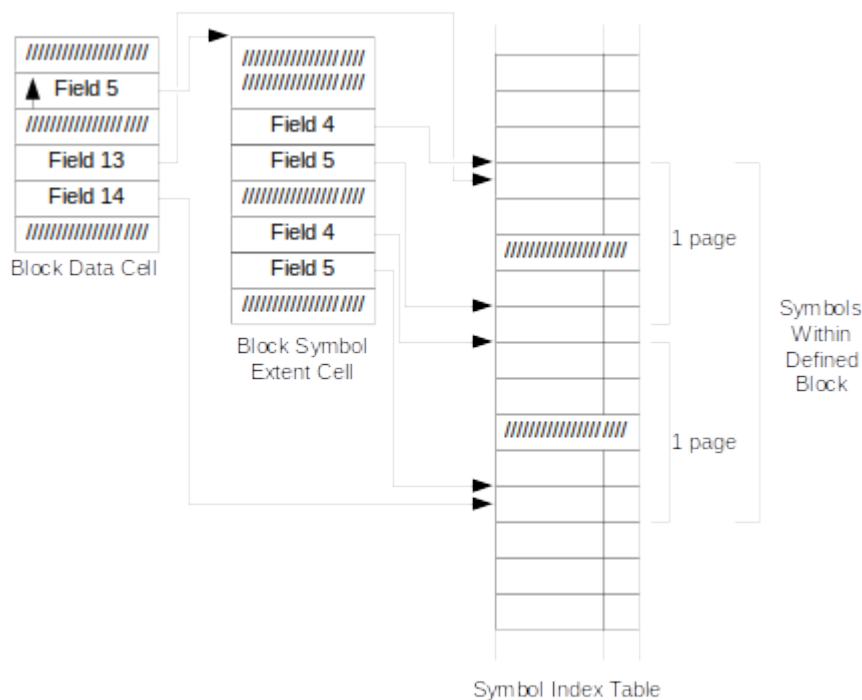 Field 5
Field 13
Field 14
Block Data Cell
Field 4
Field 5
Field 4
Field 5
Block Symbol
Extent Cell
1 page
1 page
Symbols
Within
Defined
Block
Symbol Index Table